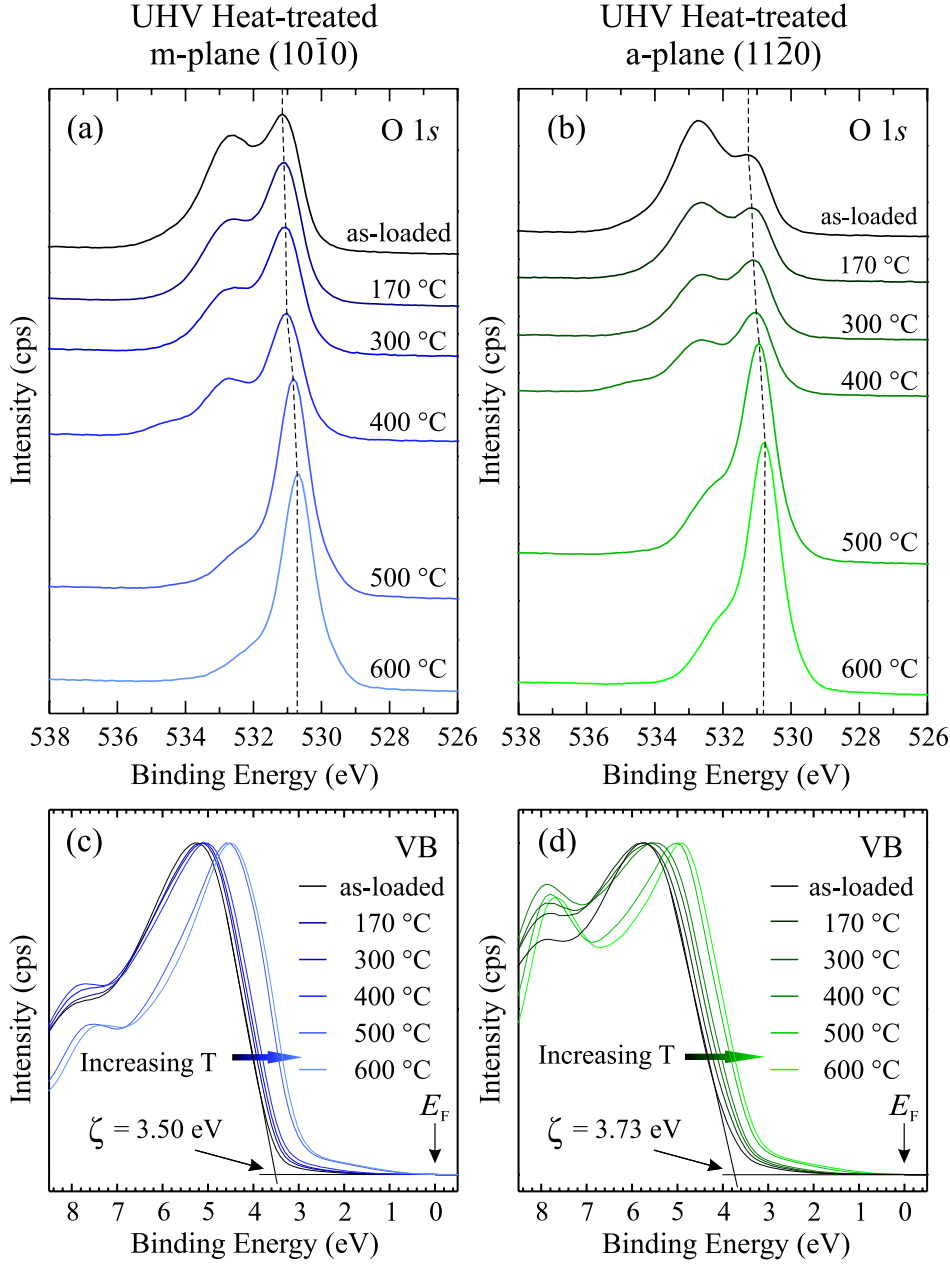 UHV Heat-treated
m-plane (101̅0)
UHV Heat-treated
a-plane (112̅0)
(a)
O 1s
as-loaded
170 °C
300 °C
400 °C
500 °C
600 °C
Intensity (cps)
538 536 534 532 530 528 526
Binding Energy (eV)
(b)
O 1s
as-loaded
170 °C
300 °C
400 °C
500 °C
600 °C
Intensity (cps)
538 536 534 532 530 528 526
Binding Energy (eV)
(c)
VB
as-loaded
170 °C
300 °C
400 °C
500 °C
600 °C
Increasing T
ζ = 3.50 eV
E_F
Intensity (cps)
8 7 6 5 4 3 2 1 0
Binding Energy (eV)
(d)
VB
as-loaded
170 °C
300 °C
400 °C
500 °C
600 °C
Increasing T
ζ = 3.73 eV
E_F
Intensity (cps)
8 7 6 5 4 3 2 1 0
Binding Energy (eV)